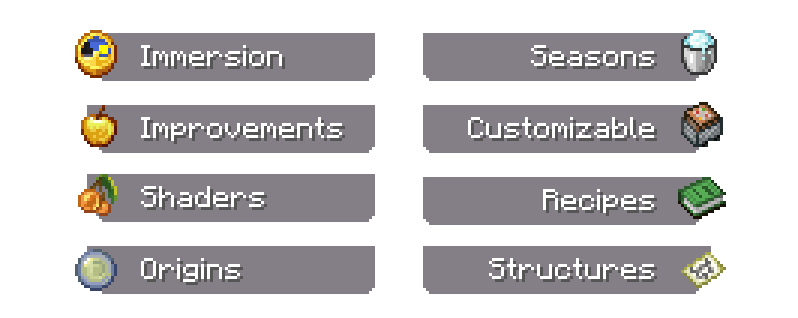 Immersion
Seasons
Improvements
Customizable
Shaders
Recipes
Origins
Structures